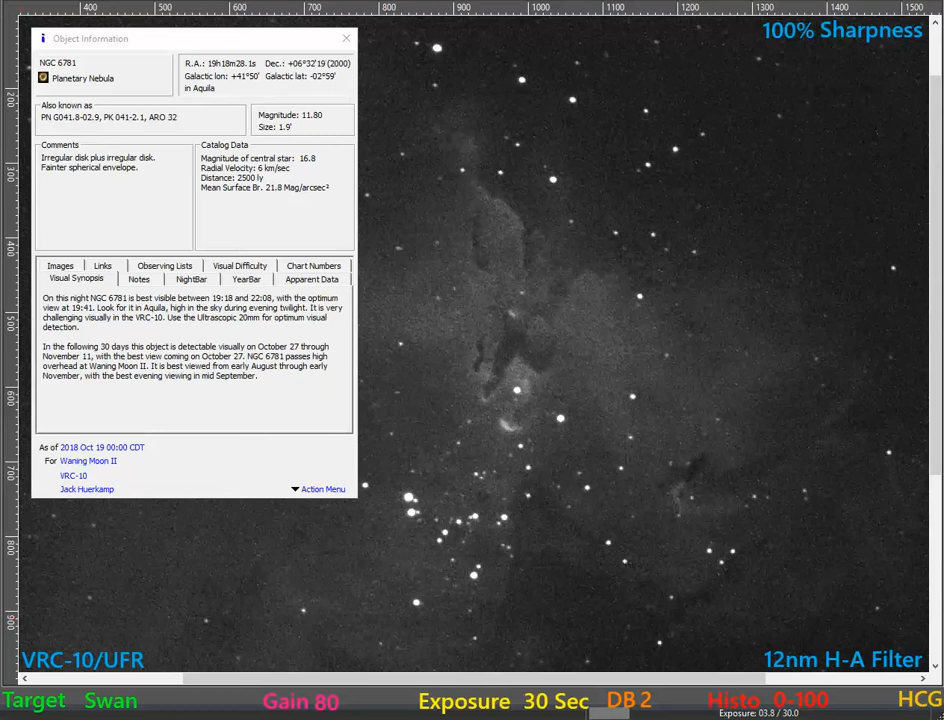 400 500 600 700 800 900 1000 1100 1200 1300 1400 1500
200
300
400
500
600
700
800
900
100% Sharpness
i Object Information
NGC 6781
Planetary Nebula
R.A.: 19h18m28.1s Dec.: +06°32'19 (2000)
Galactic lon: +41°50' Galactic lat: -02°59'
in Aquila
Also known as
PN G041.8-02.9, PK 041-2.1, ARO 32
Magnitude: 11.80
Size: 1.9'
Comments
Irregular disk plus irregular disk.
Fainter spherical envelope.
Catalog Data
Magnitude of central star: 16.8
Radial Velocity: 6 km/sec
Distance: 2500 ly
Mean Surface Br. 21.8 Mag/arcsec²
Images Links Observing Lists Visual Difficulty Chart Numbers
Visual Synopsis Notes NightBar YearBar Apparent Data
On this night NGC 6781 is best visible between 19:18 and 22:08, with the optimum
view at 19:41. Look for it in Aquila, high in the sky during evening twilight. It is very
challenging visually in the VRC-10. Use the Ultrascopic 20mm for optimum visual
detection.
In the following 30 days this object is detectable visually on October 27 through
November 11, with the best view coming on October 27. NGC 6781 passes high
overhead at Waning Moon II. It is best viewed from early August through early
November, with the best evening viewing in mid September.
As of 2018 Oct 19 00:00 CDT
For Waning Moon II
VRC-10
Jack Huerkamp
Action Menu
VRC-10/UFR
12nm H-A Filter
Target Swan Gain 80 Exposure 30 Sec DB 2 Histo 0-100 HCG
Exposure: 03.8 / 30.0